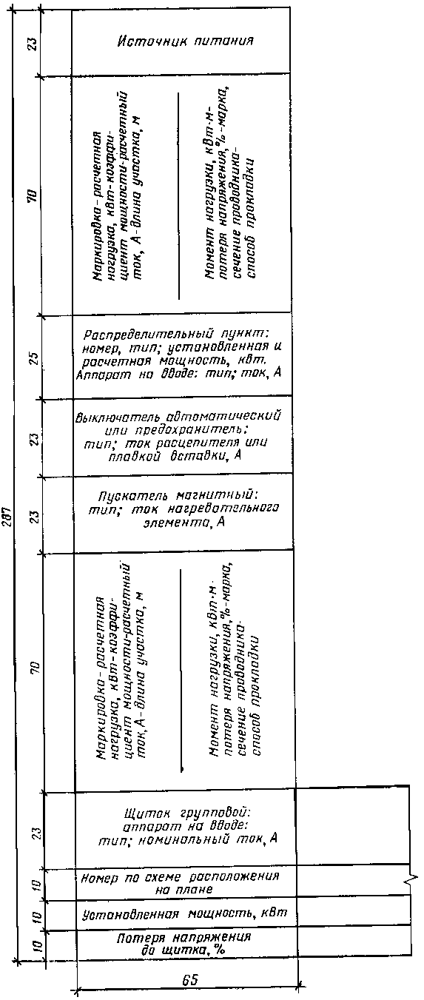 23
Источник питания
70
Маркировка-расчетная
нагрузка, кВт-коэффи-
циент мощности-расчетный
ток, А-длина участка, м
Момент нагрузки, кВт·м-
потеря напряжения,%-марка,
сечение проводника-
способ прокладки
25
Распределительный пункт:
номер, тип; установленная и
расчетная мощность, кВт.
Аппарат на вводе: тип; ток, А
23
Выключатель автоматический
или предохранитель:
тип; ток расцепителя или
плавкой вставки, А
287
23
Пускатель магнитный:
тип; ток нагревательного
элемента, А
70
Маркировка-расчетная
нагрузка, кВт-коэффи-
циент мощности-расчетный
ток, А-длина участка, м
Момент нагрузки, кВт·м-
потеря напряжения,%-марка,
сечение проводника-
способ прокладки
23
Щиток групповой:
аппарат на вводе:
тип; номинальный ток, А
10
Номер по схеме расположения
на плане
10
Установленная мощность, кВт
10
Потеря напряжения
до щитка, %
65